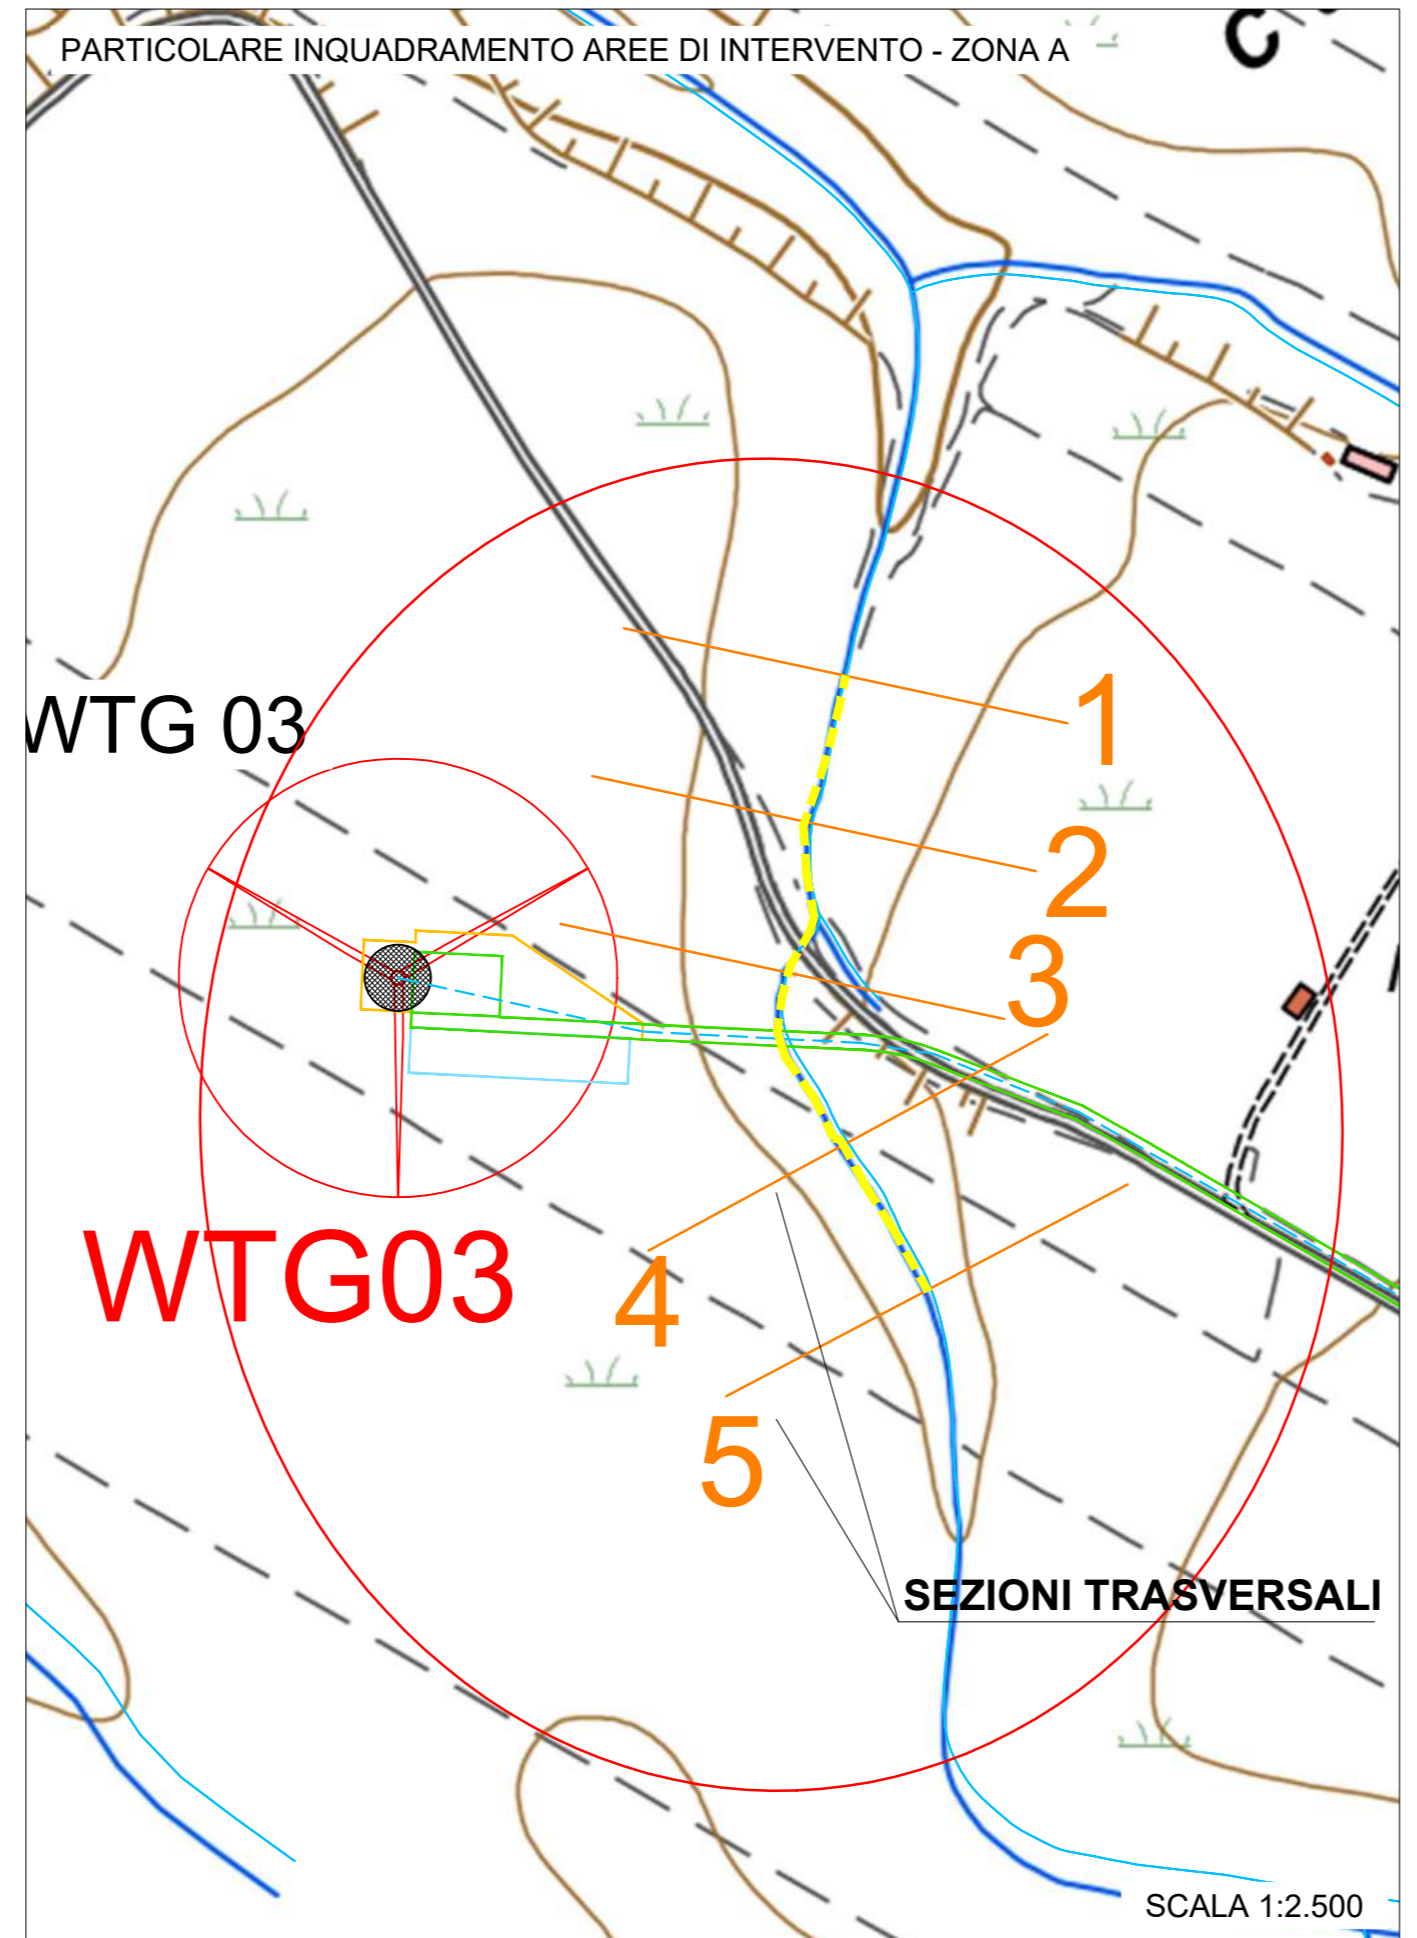 PARTICOLARE INQUADRAMENTO AREE DI INTERVENTO - ZONA A
C
1
WTG 03
2
3
WTG03
4
5
SEZIONI TRASVERSALI
SCALA 1:2.500